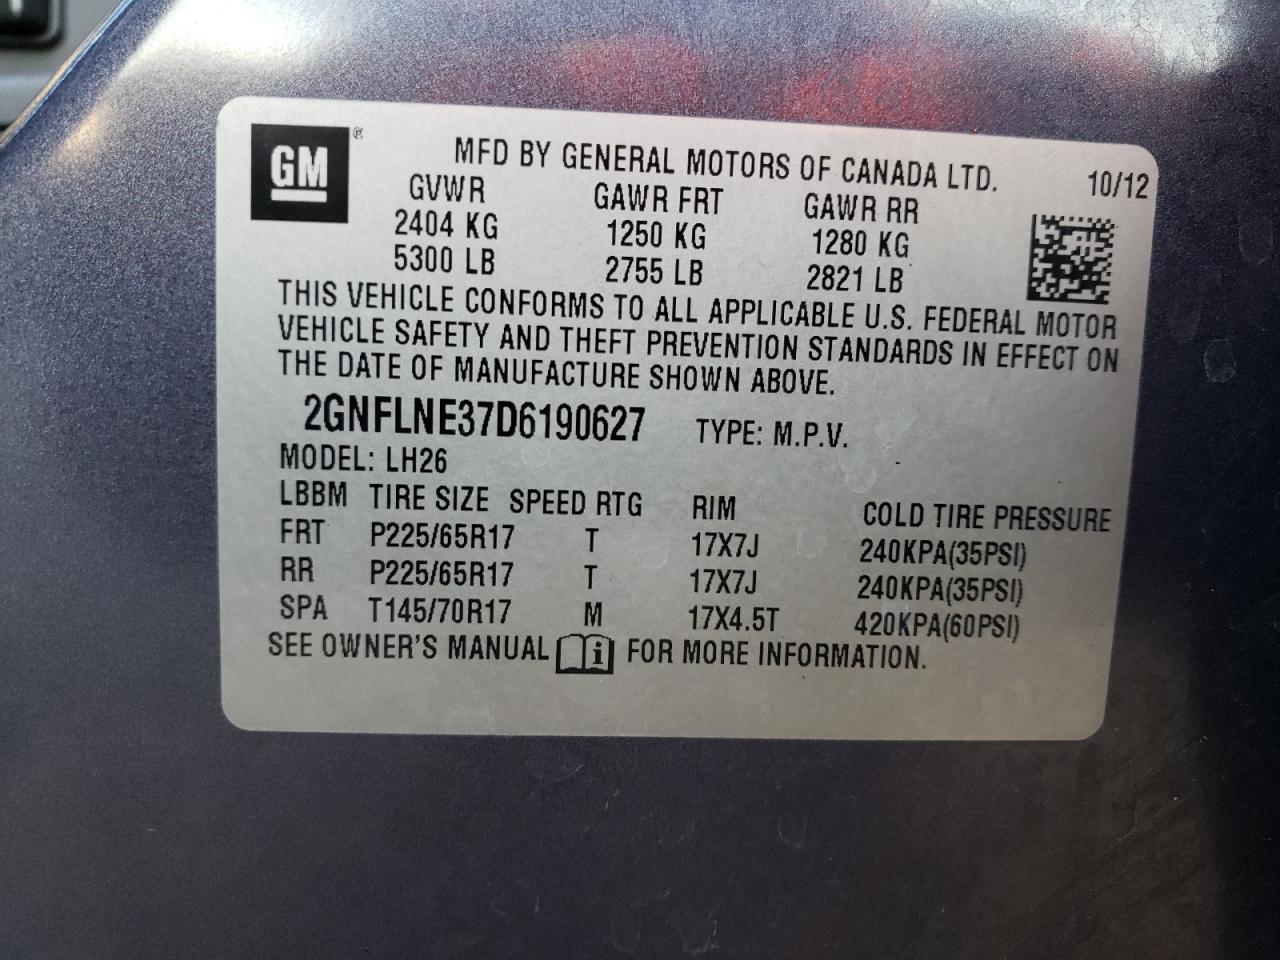 GM ®
MFD BY GENERAL MOTORS OF CANADA LTD. 10/12
GVWR GAWR FRT GAWR RR
2404 KG 1250 KG 1280 KG
5300 LB 2755 LB 2821 LB
THIS VEHICLE CONFORMS TO ALL APPLICABLE U.S. FEDERAL MOTOR
VEHICLE SAFETY AND THEFT PREVENTION STANDARDS IN EFFECT ON
THE DATE OF MANUFACTURE SHOWN ABOVE.
2GNFLNE37D6190627 TYPE: M.P.V.
MODEL: LH26
LBBM TIRE SIZE SPEED RTG RIM COLD TIRE PRESSURE
FRT P225/65R17 T 17X7J 240KPA(35PSI)
RR P225/65R17 T 17X7J 240KPA(35PSI)
SPA T145/70R17 M 17X4.5T 420KPA(60PSI)
SEE OWNER'S MANUAL i FOR MORE INFORMATION.